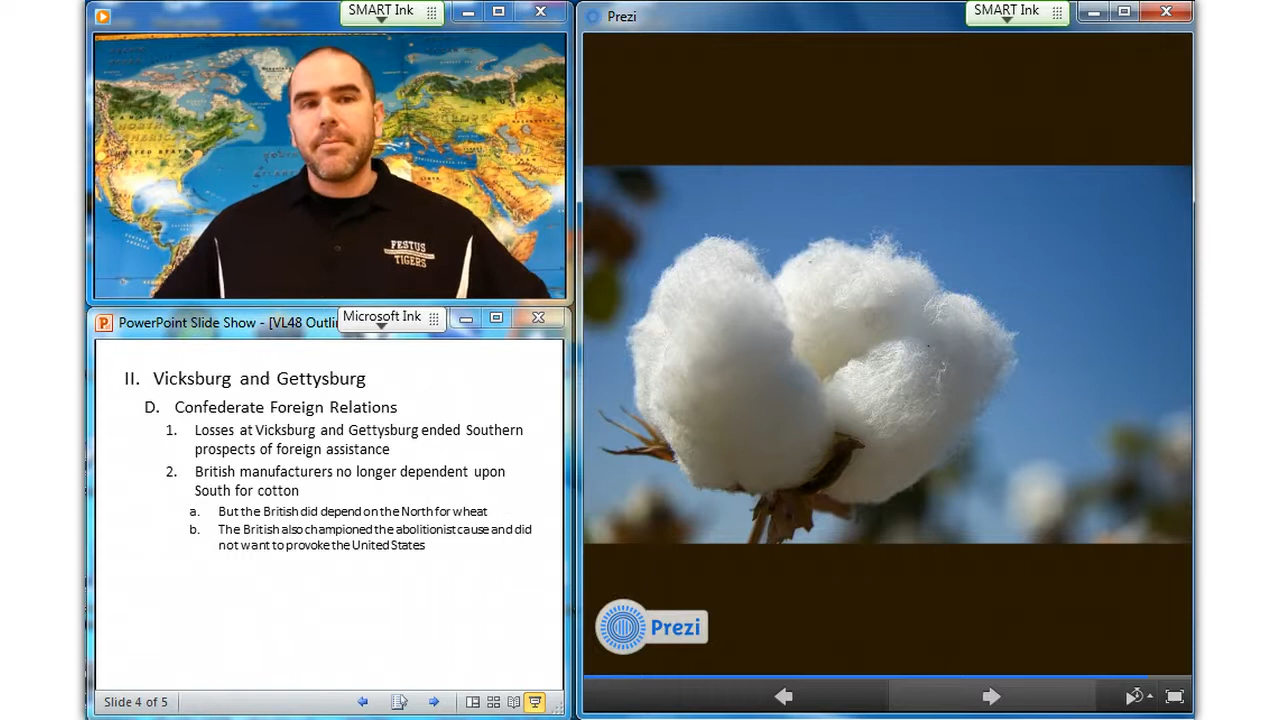 SMART Ink
FESTUS
TIGERS
Microsoft Ink
PowerPoint Slide Show - [VL48 Outli
II. Vicksburg and Gettysburg
D. Confederate Foreign Relations
1. Losses at Vicksburg and Gettysburg ended Southern
prospects of foreign assistance
2. British manufacturers no longer dependent upon
South for cotton
a. But the British did depend on the North for wheat
b. The British also championed the abolitionist cause and did
not want to provoke the United States
Slide 4 of 5
Prezi
SMART Ink
Prezi